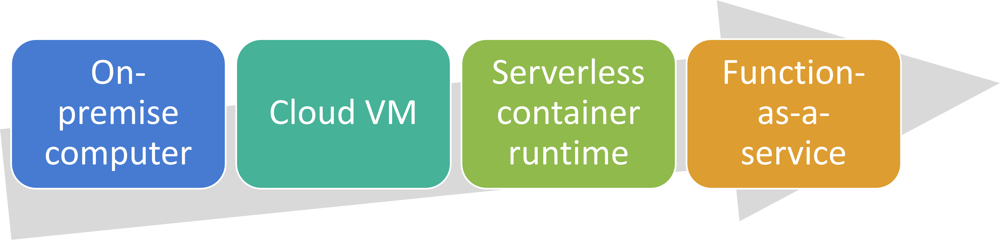 On-
premise
computer
Cloud VM
Serverless
container
runtime
Function-
as-a-
service